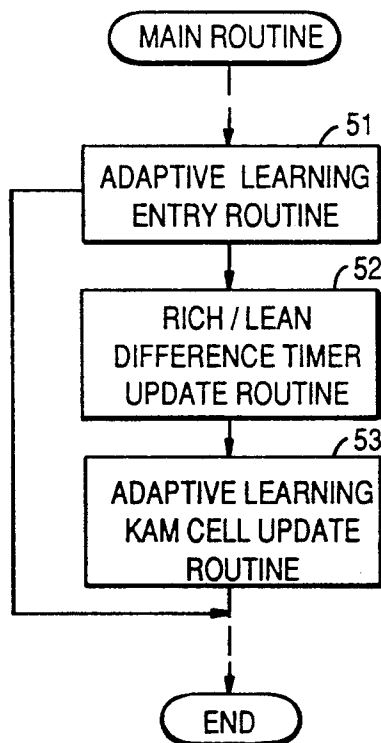 MAIN ROUTINE
51
ADAPTIVE LEARNING
ENTRY ROUTINE
52
RICH / LEAN
DIFFERENCE TIMER
UPDATE ROUTINE
53
ADAPTIVE LEARNING
KAM CELL UPDATE
ROUTINE
END